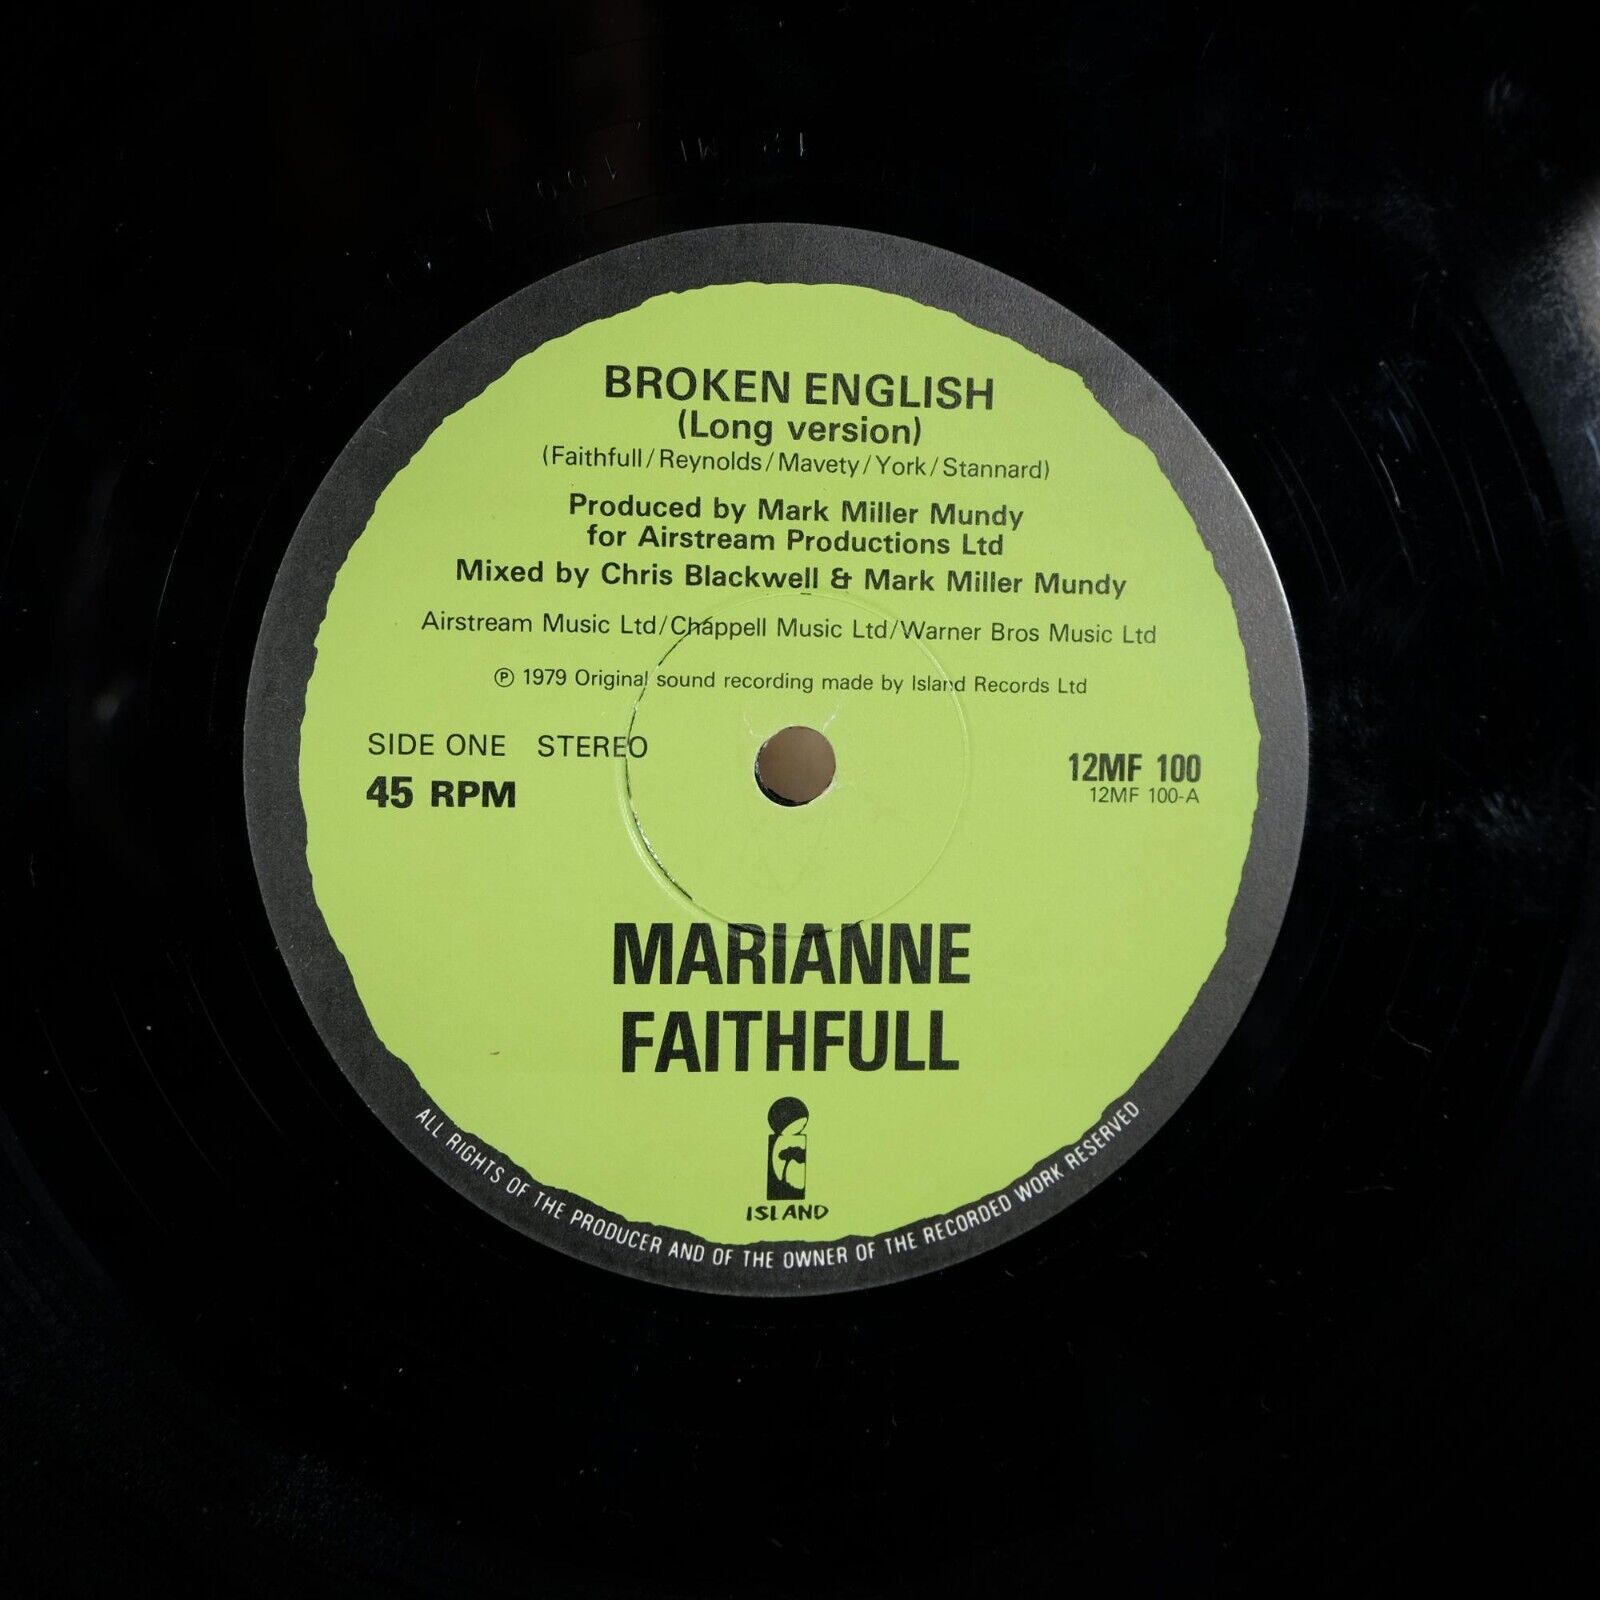 BROKEN ENGLISH
(Long version)
(Faithfull/Reynolds/Mavety/York/Stannard)
Produced by Mark Miller Mundy
for Airstream Productions Ltd
Mixed by Chris Blackwell & Mark Miller Mundy
Airstream Music Ltd/Chappell Music Ltd/Warner Bros Music Ltd
℗ 1979 Original sound recording made by Island Records Ltd
SIDE ONE STEREO
45 RPM
12MF 100
12MF 100-A
MARIANNE
FAITHFULL
ISLAND
ALL RIGHTS OF THE PRODUCER AND OF THE OWNER OF THE RECORDED WORK RESERVED